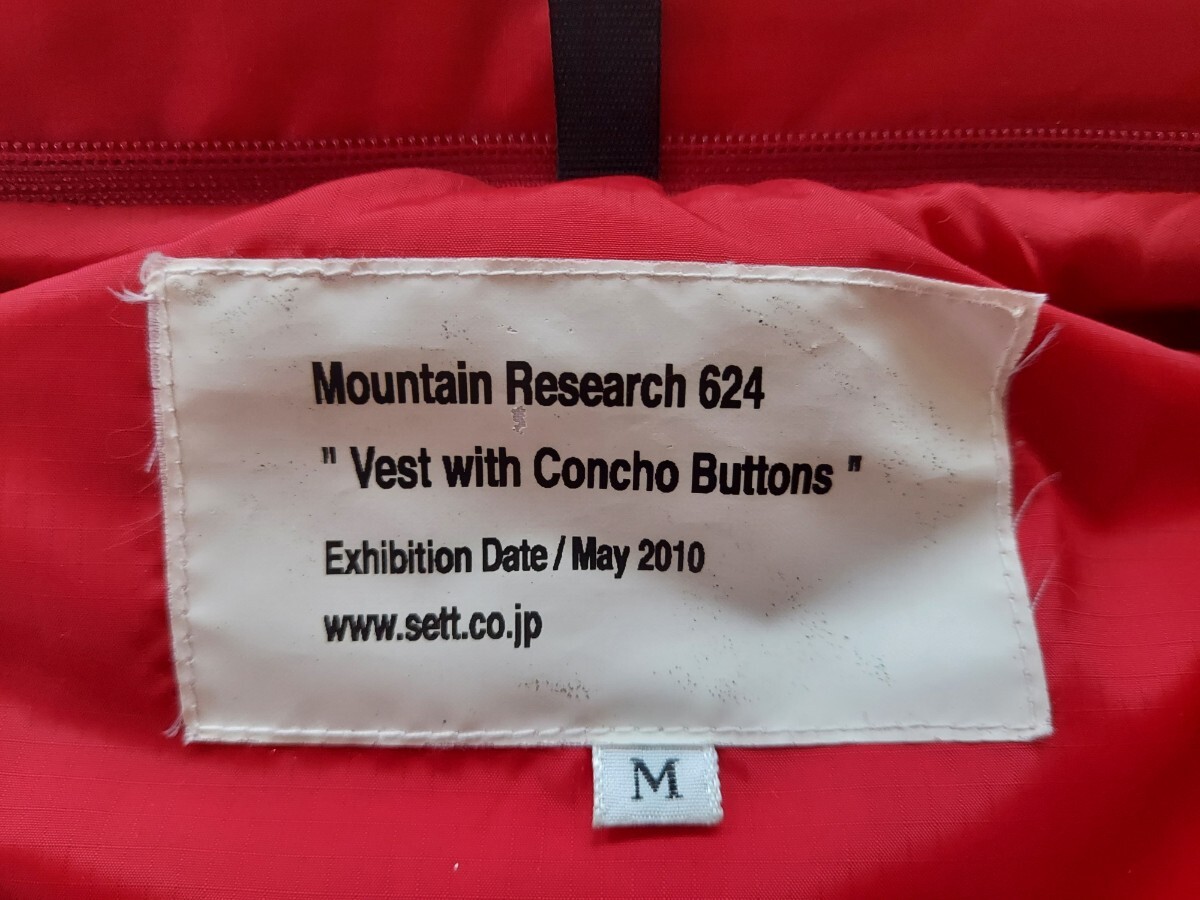 Mountain Research 624
" Vest with Concho Buttons "
Exhibition Date / May 2010
www.sett.co.jp
M